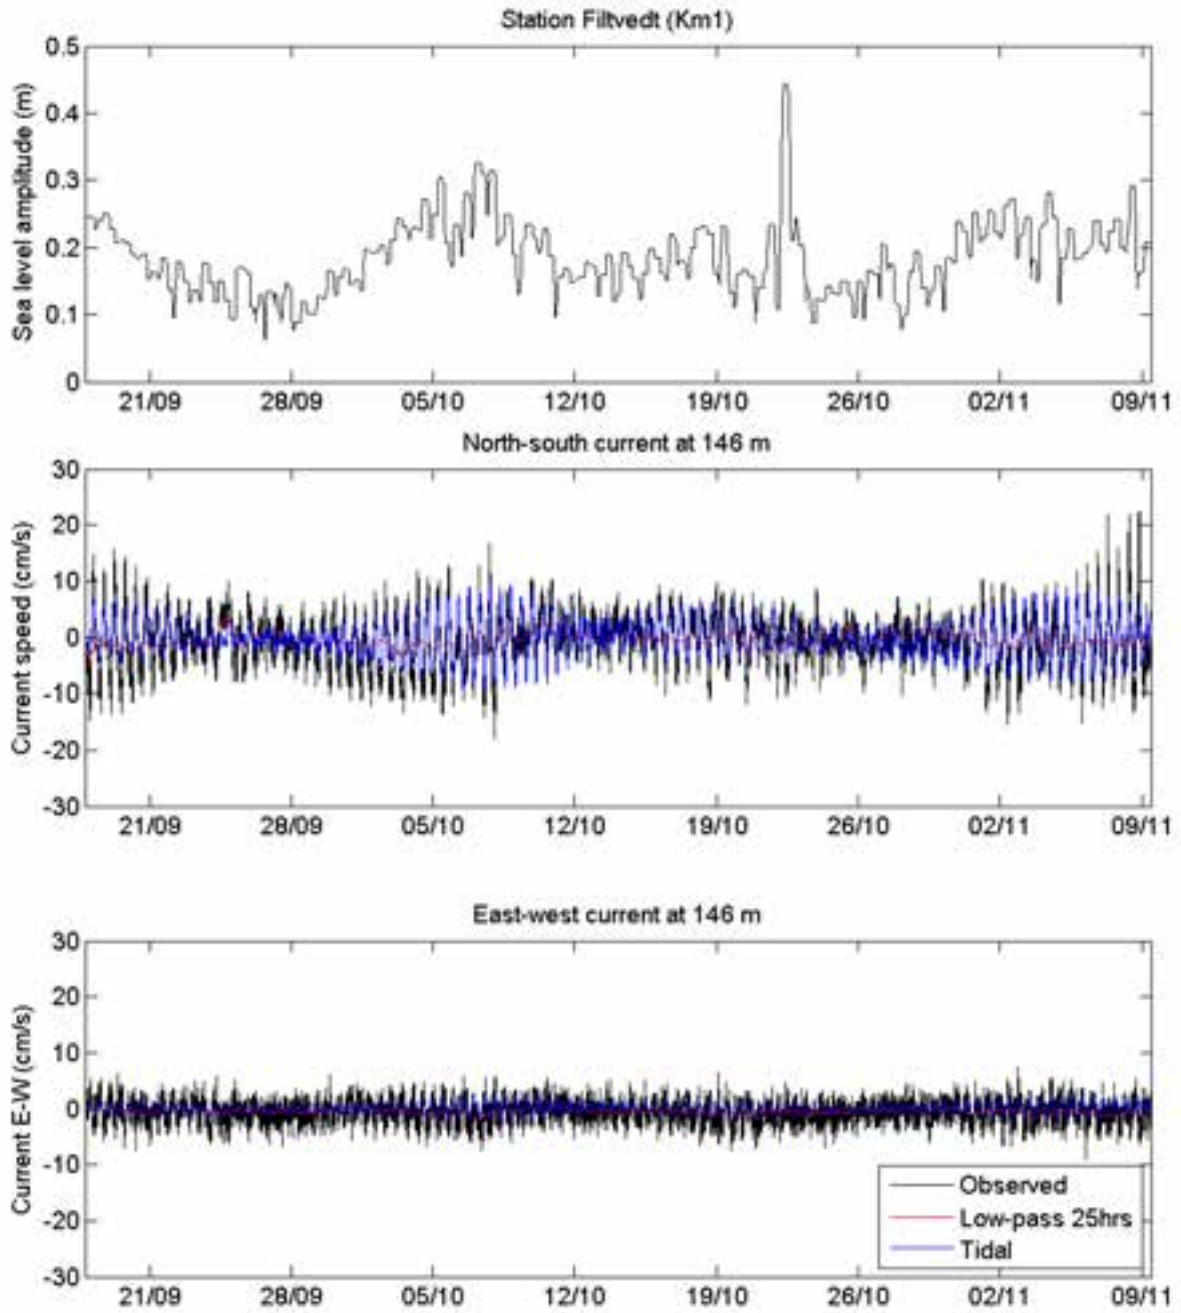 Station Filtvedt (Km1)
Sea level amplitude (m)
0.5
0.4
0.3
0.2
0.1
0
21/09 28/09 05/10 12/10 19/10 26/10 02/11 09/11
North-south current at 146 m
Current speed (cm/s)
30
20
10
0
-10
-20
-30
21/09 28/09 05/10 12/10 19/10 26/10 02/11 09/11
East-west current at 146 m
Current E-W (cm/s)
30
20
10
0
-10
-20
-30
Observed
Low-pass 25hrs
Tidal
21/09 28/09 05/10 12/10 19/10 26/10 02/11 09/11